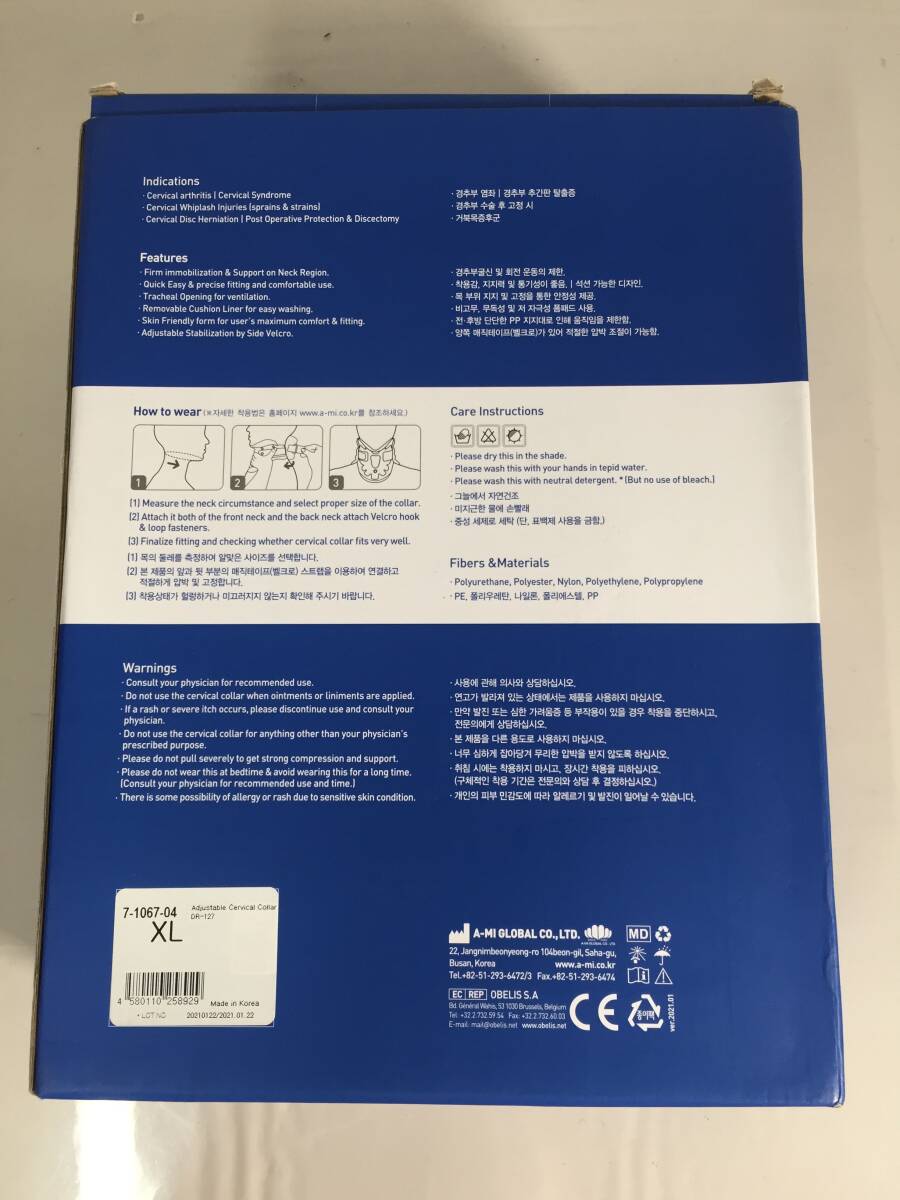 Indications
· Cervical arthritis | Cervical Syndrome
· Cervical Whiplash Injuries (sprains & strains)
· Cervical Disc Herniation | Post Operative Protection & Discectomy
· 경추부 염좌 | 경추부 추간판 탈출증
· 경추부 수술 후 고정 시
· 거북목증후군
Features
· Firm immobilization & Support on Neck Region.
· Quick Easy & precise fitting and comfortable use.
· Tracheal Opening for ventilation.
· Removable Cushion Liner for easy washing.
· Skin Friendly form for user's maximum comfort & fitting.
· Adjustable Stabilization by Side Velcro.
· 경추부굴신 및 회전 운동의 제한.
· 착용감, 지지력 및 통기성이 좋음. | 석션 가능한 디자인.
· 목 부위 지지 및 고정을 통한 안정성 제공.
· 비고무, 무독성 및 저 자극성 폼패드 사용.
· 전·후방 단단한 PP 지지대로 인해 움직임을 제한함.
· 양쪽 매직테이프(벨크로)가 있어 적절한 압박 조절이 가능함.
How to wear (※자세한 착용법은 홈페이지 www.a-mi.co.kr를 참조하세요.)
1
2
3
(1) Measure the neck circumstance and select proper size of the collar.
(2) Attach it both of the front neck and the back neck attach Velcro hook
& loop fasteners.
(3) Finalize fitting and checking whether cervical collar fits very well.
(1) 목의 둘레를 측정하여 알맞은 사이즈를 선택합니다.
(2) 본 제품의 앞과 뒷 부분의 매직테이프(벨크로) 스트랩을 이용하여 연결하고
적절하게 압박 및 고정합니다.
(3) 착용상태가 헐렁하거나 미끄러지지 않는지 확인해 주시기 바랍니다.
Care Instructions
· Please dry this in the shade.
· Please wash this with your hands in tepid water.
· Please wash this with neutral detergent. *(But no use of bleach.)
· 그늘에서 자연건조
· 미지근한 물에 손빨래
· 중성 세제로 세탁 (단, 표백제 사용을 금함.)
Fibers &Materials
· Polyurethane, Polyester, Nylon, Polyethylene, Polypropylene
· PE, 폴리우레탄, 나일론, 폴리에스텔, PP
Warnings
· Consult your physician for recommended use.
· Do not use the cervical collar when ointments or liniments are applied.
· If a rash or severe itch occurs, please discontinue use and consult your
physician.
· Do not use the cervical collar for anything other than your physician's
prescribed purpose.
· Please do not pull severely to get strong compression and support.
· Please do not wear this at bedtime & avoid wearing this for a long time.
(Consult your physician for recommended use and time.)
· There is some possibility of allergy or rash due to sensitive skin condition.
· 사용에 관해 의사와 상담하십시오.
· 연고가 발라져 있는 상태에서는 제품을 사용하지 마십시오.
· 만약 발진 또는 심한 가려움증 등 부작용이 있을 경우 착용을 중단하시고,
전문의에게 상담하십시오.
· 본 제품을 다른 용도로 사용하지 마십시오.
· 너무 심하게 잡아당겨 무리한 압박을 받지 않도록 하십시오.
· 취침 시에는 착용하지 마시고, 장시간 착용을 피하십시오.
(구체적인 착용 기간은 전문의와 상담 후 결정하십시오.)
· 개인의 피부 민감도에 따라 알레르기 및 발진이 일어날 수 있습니다.
7-1067-04
Adjustable Cervical Collar
DR-127
XL
4 580110 258929
Made in Korea
· LOT NO 20210122/2021.01.22
A-MI GLOBAL CO., LTD.
A-MI GLOBAL CO., LTD.
MD
22, Jangnimbeonyeong-ro 104beon-gil, Saha-gu,
Busan, Korea
www.a-mi.co.kr
Tel.+82-51-293-6472/3 Fax.+82-51-293-6474
EC REP OBELIS S.A
Bd. Général Wahis, 53 1030 Brussels, Belgium
Tel: +32.2.732.59.54 Fax: +32.2.732.60.03
E-mail: mail@obelis.net www.obelis.net
CE
종이팩
ver.2021.01